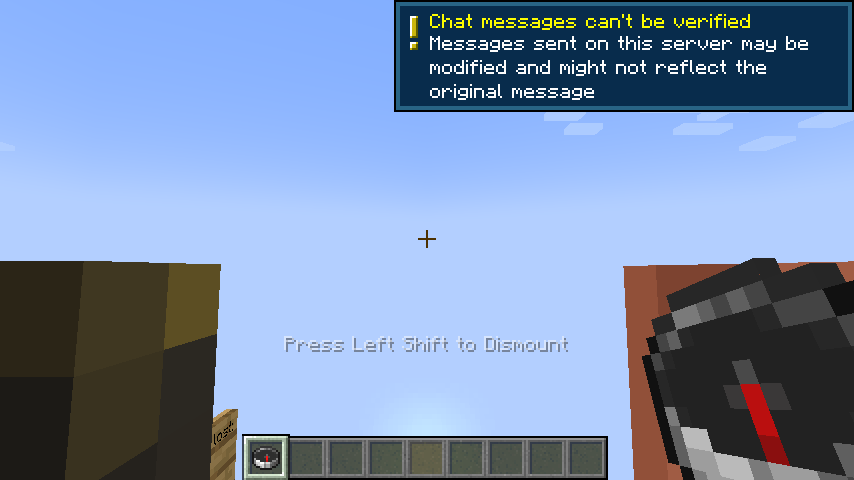 Chat messages can't be verified
Messages sent on this server may be
modified and might not reflect the
original message
Press Left Shift to Dismount
lost